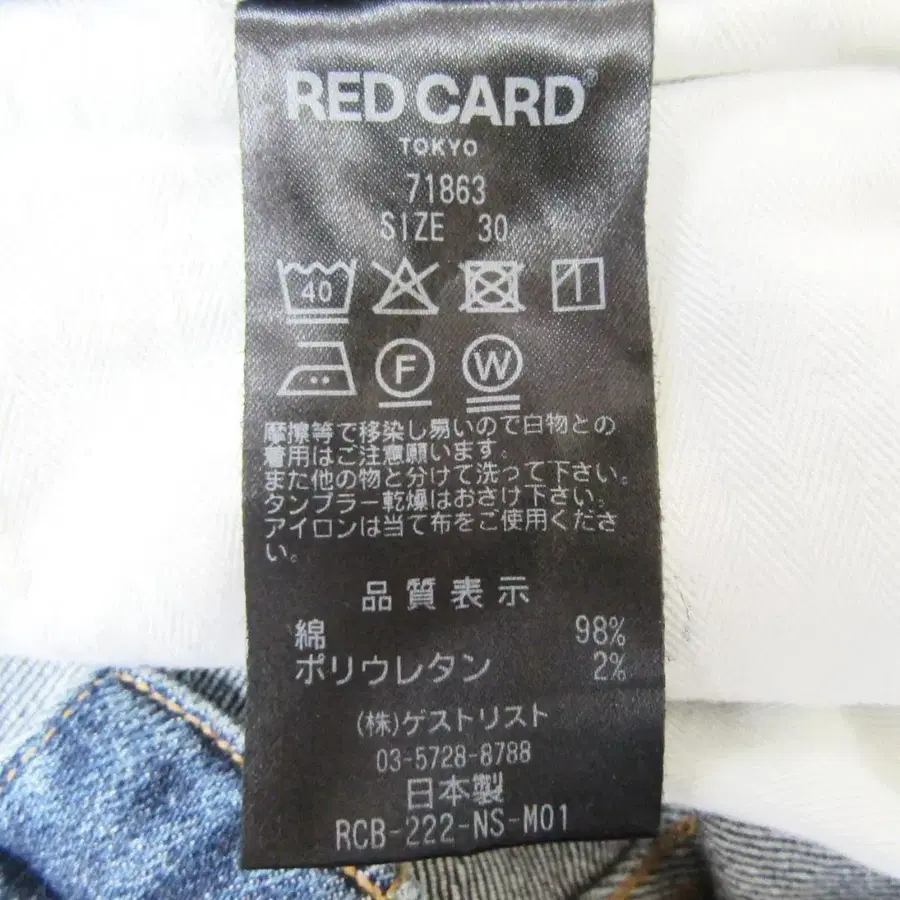 RED CARD®
TOKYO
71863
SIZE 30
40
F W
摩擦等で移染し易いので白物との
着用はご注意願います。
また他の物と分けて洗って下さい。
タンブラー乾燥はおさけ下さい。
アイロンは当て布をご使用くださ
い。
品質表示
綿 98%
ポリウレタン 2%
(株)ゲストリスト
03-5728-8788
日本製
RCB-222-NS-M01